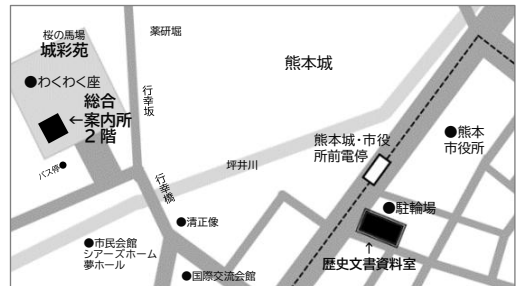 桜の馬場
城彩苑
●わくわく座
総合
←案内所
２階
バス停●
薬研堀
行幸坂
熊本城
坪井川
行幸橋
●清正像
●市民会館
シアーズホーム
夢ホール
●国際交流会館
熊本城・市役
所前電停
●熊本
市役所
●駐輪場
↑
歴史文書資料室